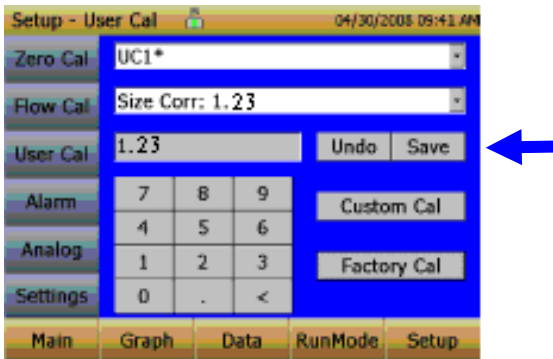 Setup - User Cal 04/30/2008 09:41 AM
Zero Cal UC1*
Flow Cal Size Corr: 1.23
User Cal 1.23 Undo Save
Alarm 7 8 9 Custom Cal
4 5 6
Analog 1 2 3 Factory Cal
Settings 0 . <
Main Graph Data RunMode Setup